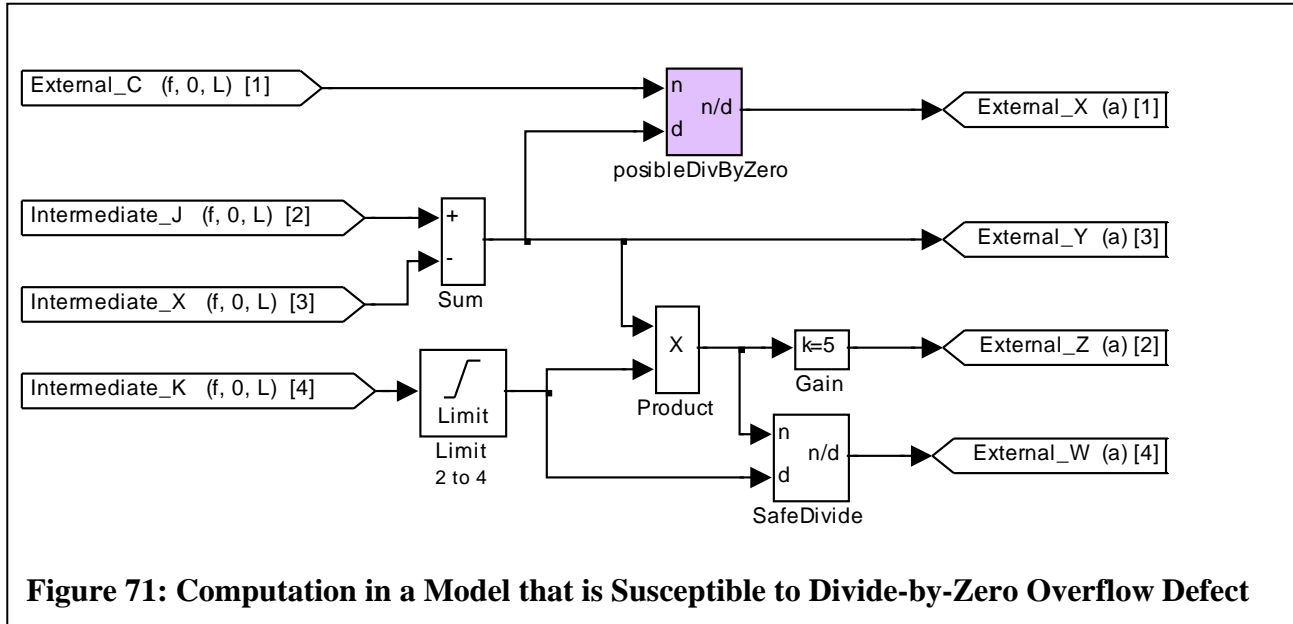 External_C (f, 0, L) [1]
n
d
n/d
posibleDivByZero
External_X (a) [1]
Intermediate_J (f, 0, L) [2]
+
-
Sum
External_Y (a) [3]
Intermediate_X (f, 0, L) [3]
X
Product
k=5
Gain
External_Z (a) [2]
Intermediate_K (f, 0, L) [4]
Limit
Limit
2 to 4
n
d
n/d
SafeDivide
External_W (a) [4]
Figure 71: Computation in a Model that is Susceptible to Divide-by-Zero Overflow Defect